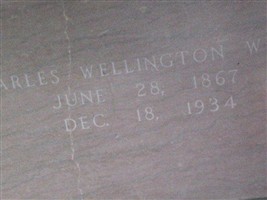 ARLES WELLINGTON W
JUNE 28, 1867
DEC. 18, 1934